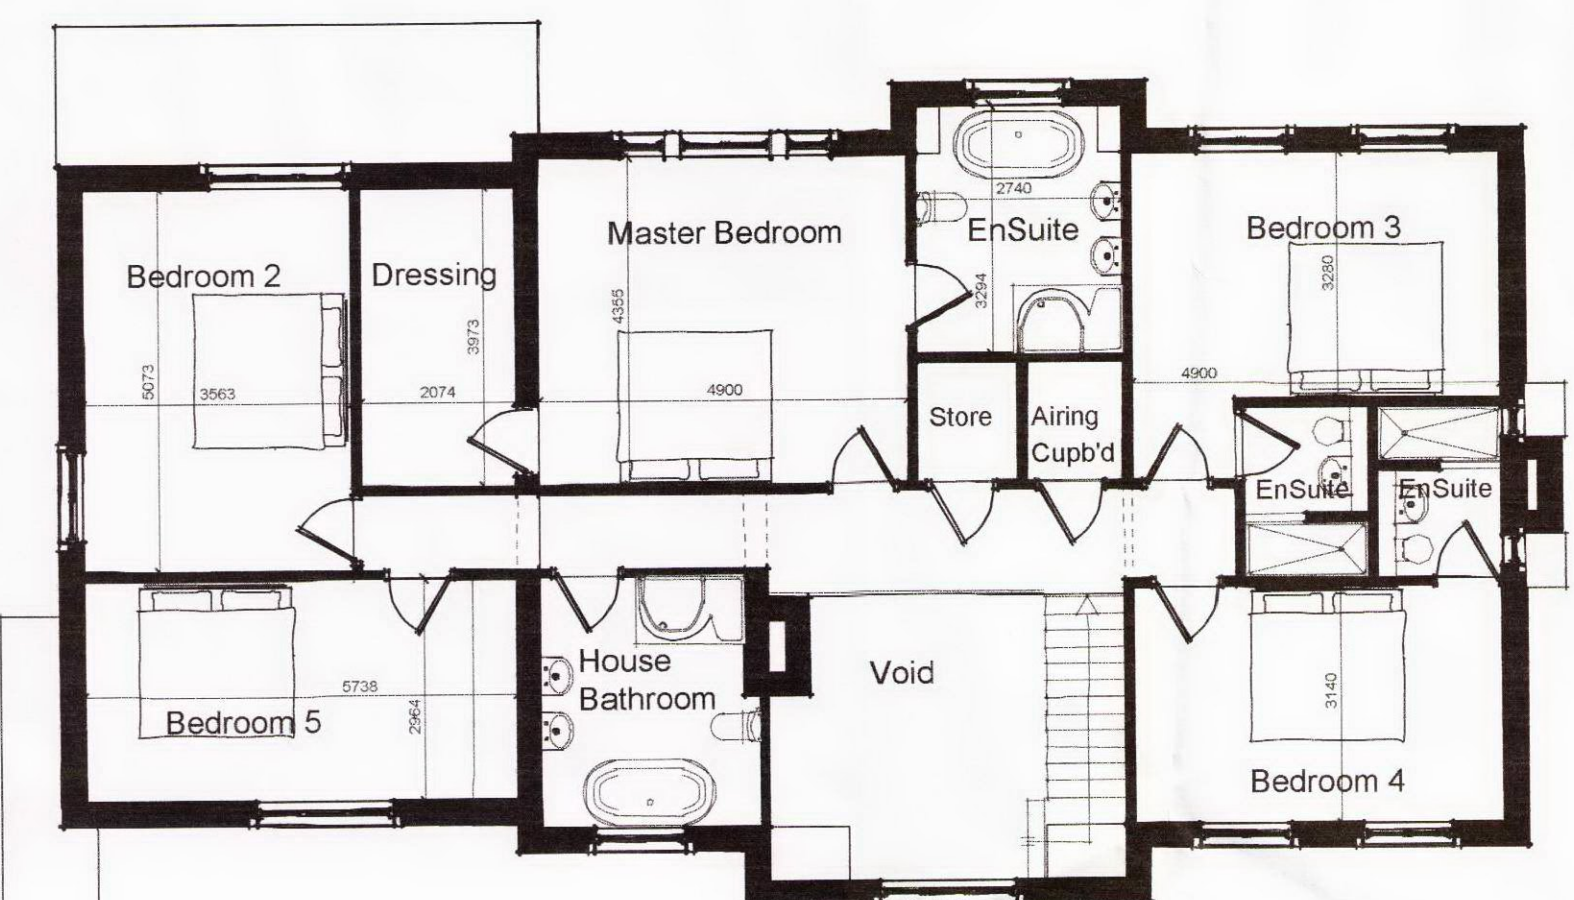 Bedroom 2
5073
3563
Dressing
3973
2074
Master Bedroom
4355
4900
2740
EnSuite
3294
Bedroom 3
3280
4900
Store
Airing
Cupb'd
EnSuite
EnSuite
Bedroom 5
5738
2964
House
Bathroom
Void
3140
Bedroom 4